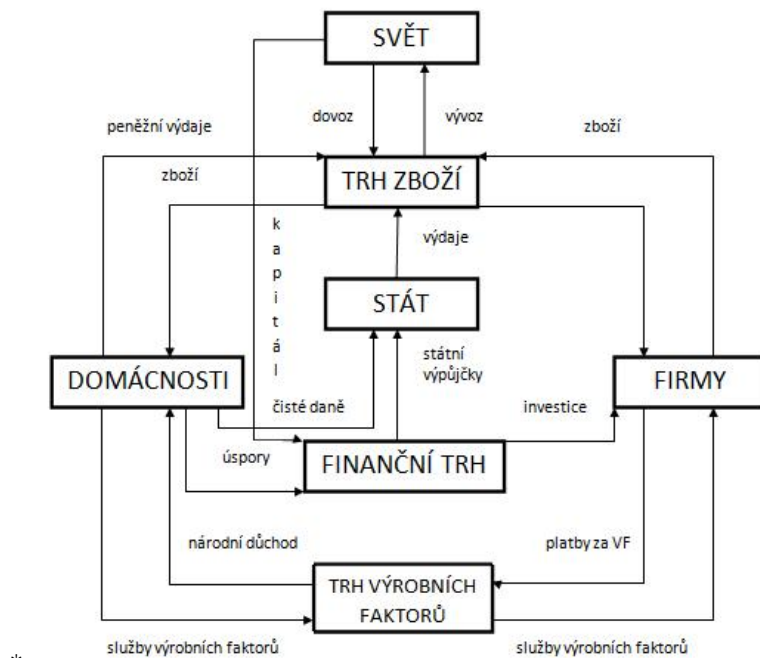 SVĚT
dovoz
vývoz
peněžní výdaje
zboží
zboží
TRH ZBOŽÍ
k
a
p
i
t
á
l
výdaje
STÁT
státní
výpůjčky
DOMÁCNOSTI
FIRMY
čisté daně
investice
úspory
FINANČNÍ TRH
národní důchod
platby za VF
TRH VÝROBNÍCH
FAKTORŮ
služby výrobních faktorů
služby výrobních faktorů